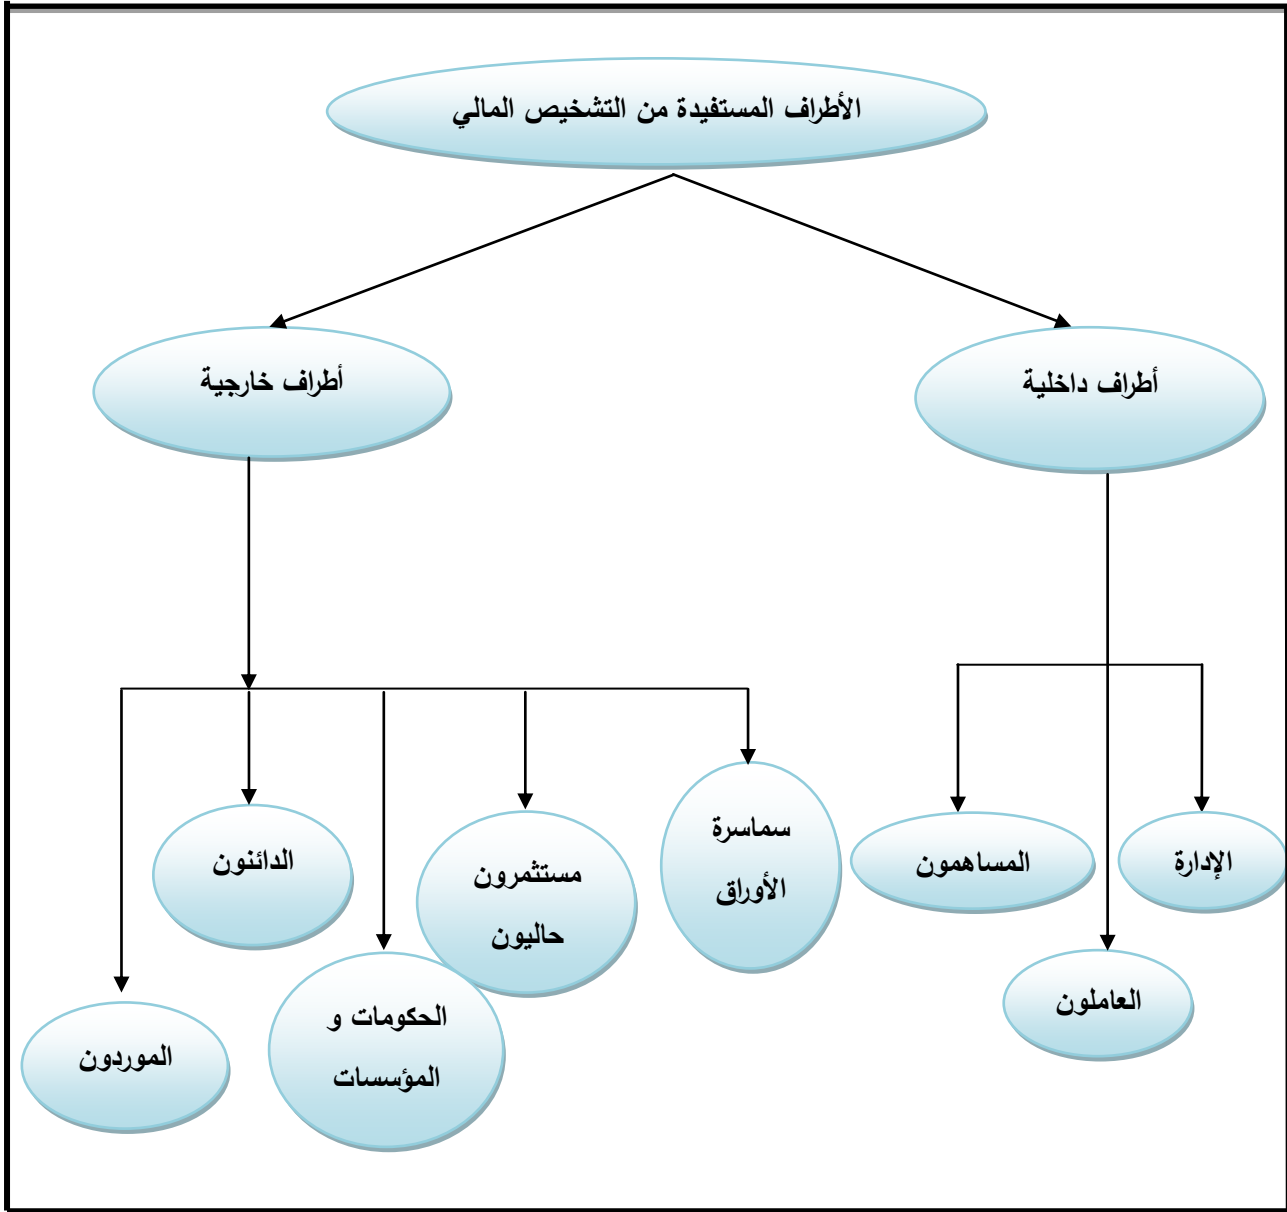 الأطراف المستفيدة من التشخيص المالي
أطراف داخلية
أطراف خارجية
الإدارة
العاملون
المساهمون
سماسرة
الأوراق
مستثمرون
حاليون
الحكومات و
المؤسسات
الدائنون
الموردون